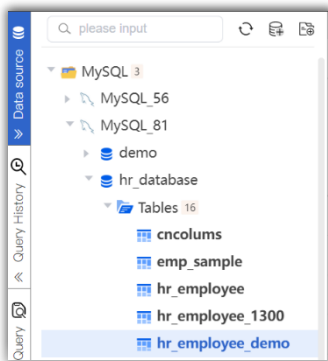 please input
MySQL 3
MySQL_56
MySQL_81
demo
hr_database
Tables 16
cncolums
emp_sample
hr_employee
hr_employee_1300
hr_employee_demo
Data source
Query History
Query